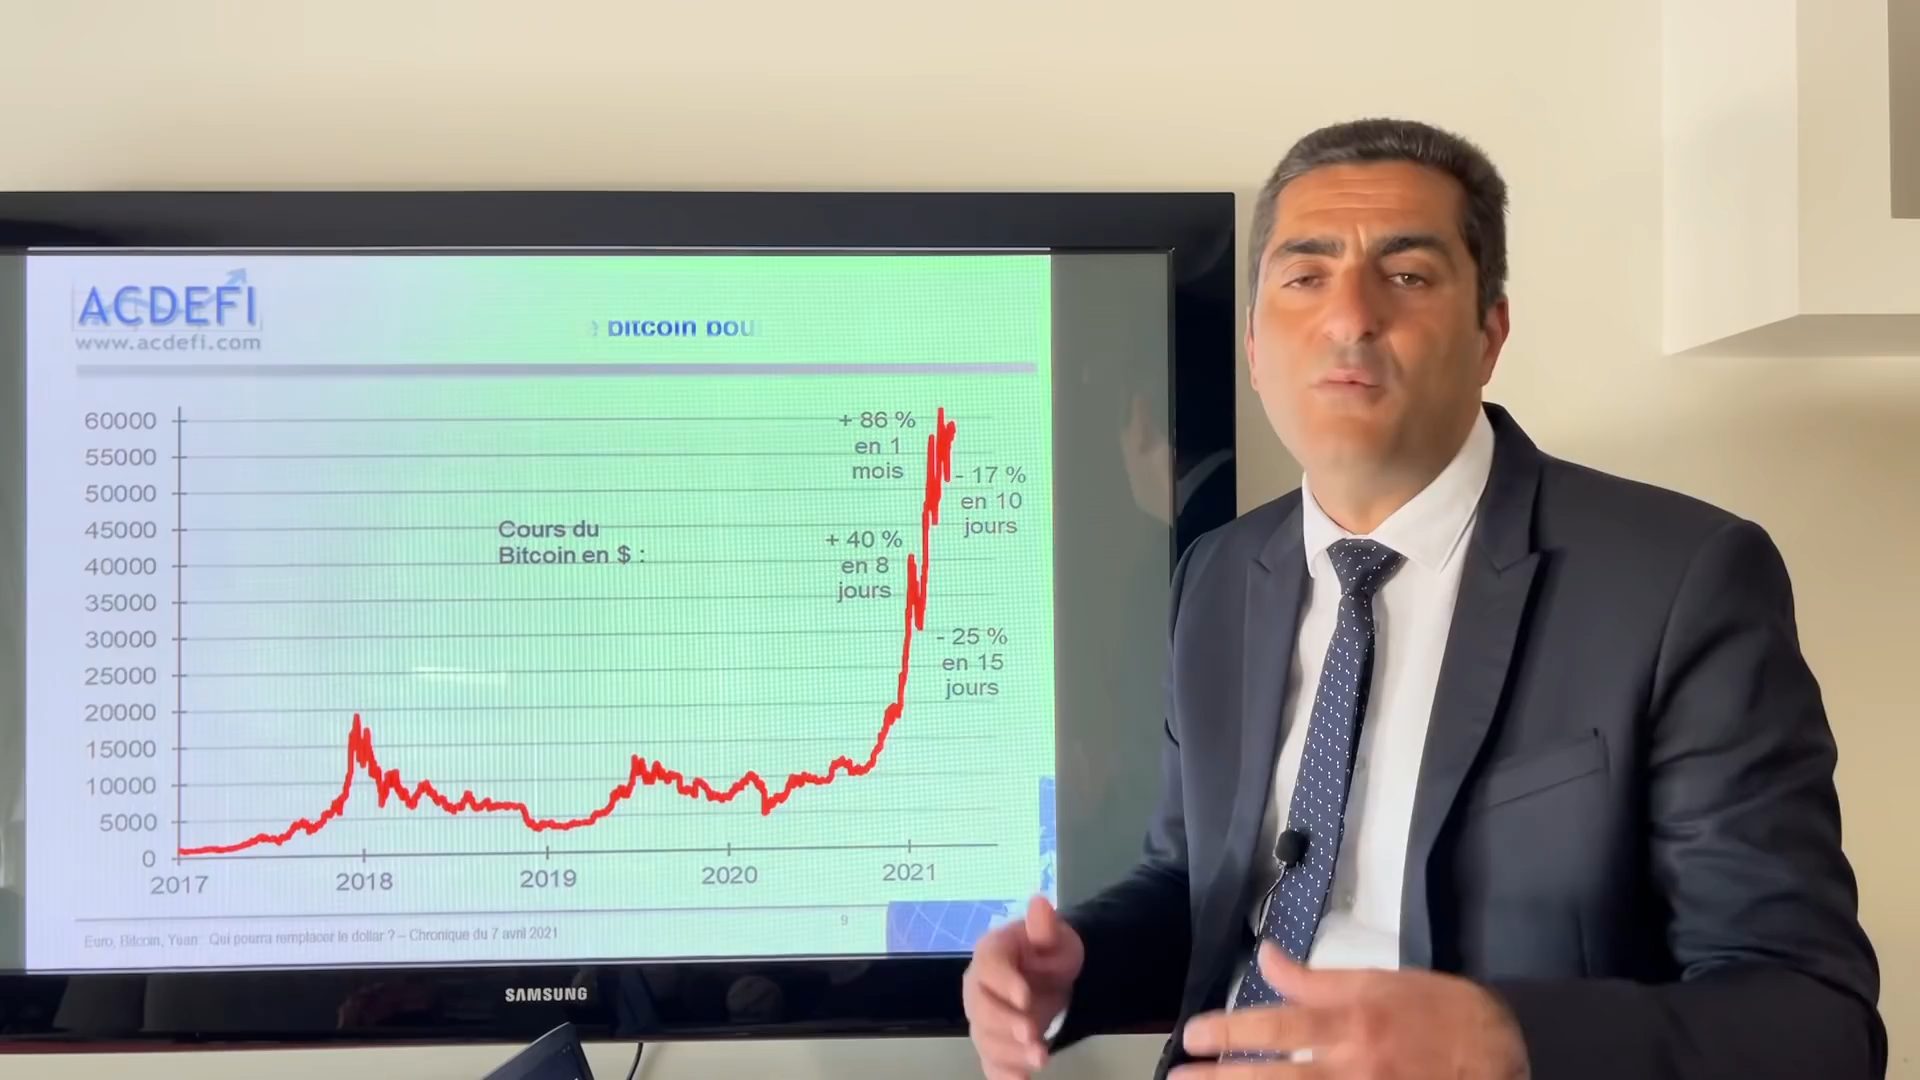 ACDEFI
www.acdefi.com
bitcoin pou
60000
55000
50000
45000
40000
35000
30000
25000
20000
15000
10000
5000
0
Cours du
Bitcoin en $ :
+ 86 %
en 1
mois
- 17 %
en 10
jours
+ 40 %
en 8
jours
- 25 %
en 15
jours
2017
2018
2019
2020
2021
9
Euro, Bitcoin, Yuan : Qui pourra remplacer le dollar ? – Chronique du 7 avril 2021
SAMSUNG